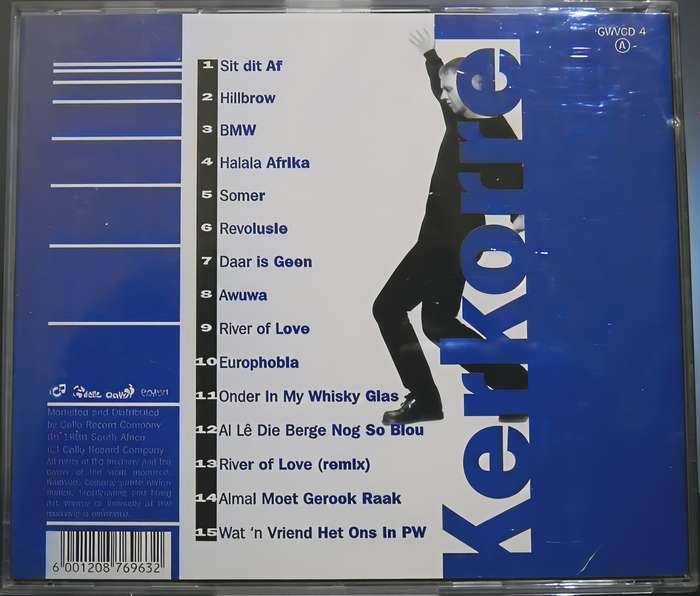 GWVCD 4
A
1 Sit dit Af
2 Hillbrow
3 BMW
4 Halala Afrika
5 Somer
6 Revolusie
7 Daar is Geen
8 Awuwa
9 River of Love
10 Europhobia
11 Onder In My Whisky Glas
12 Al Lê Die Berge Nog So Blou
13 River of Love (remix)
14 Almal Moet Gerook Raak
15 Wat 'n Vriend Het Ons In PW
Kerkorrel
Marketed and Distributed
by Gallo Record Company
South Africa
Record Company
6 001208 769632